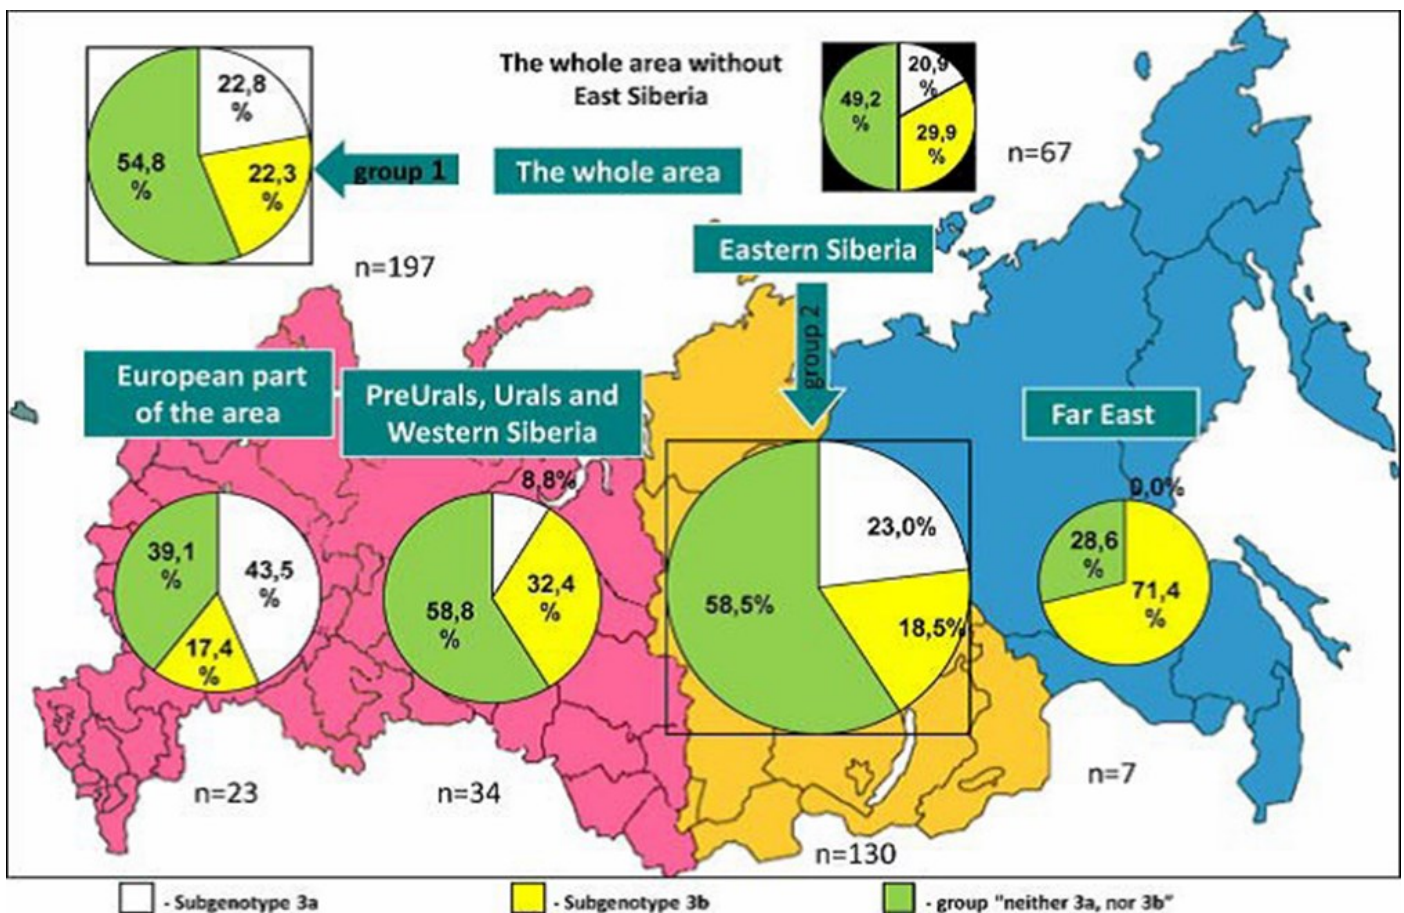 The whole area without
East Siberia
22,8
%
54,8
%
22,3
%
group 1
The whole area
20,9
%
49,2
%
29,9
%
n=67
n=197
Eastern Siberia
group 2
European part
of the area
PreUrals, Urals and
Western Siberia
Far East
8,8%
0,0%
39,1
%
43,5
%
17,4
%
58,8
%
32,4
%
23,0%
58,5%
18,5%
28,6
%
71,4
%
n=23
n=34
n=130
n=7
- Subgenotype 3a
- Subgenotype 3b
- group "neither 3a, nor 3b"